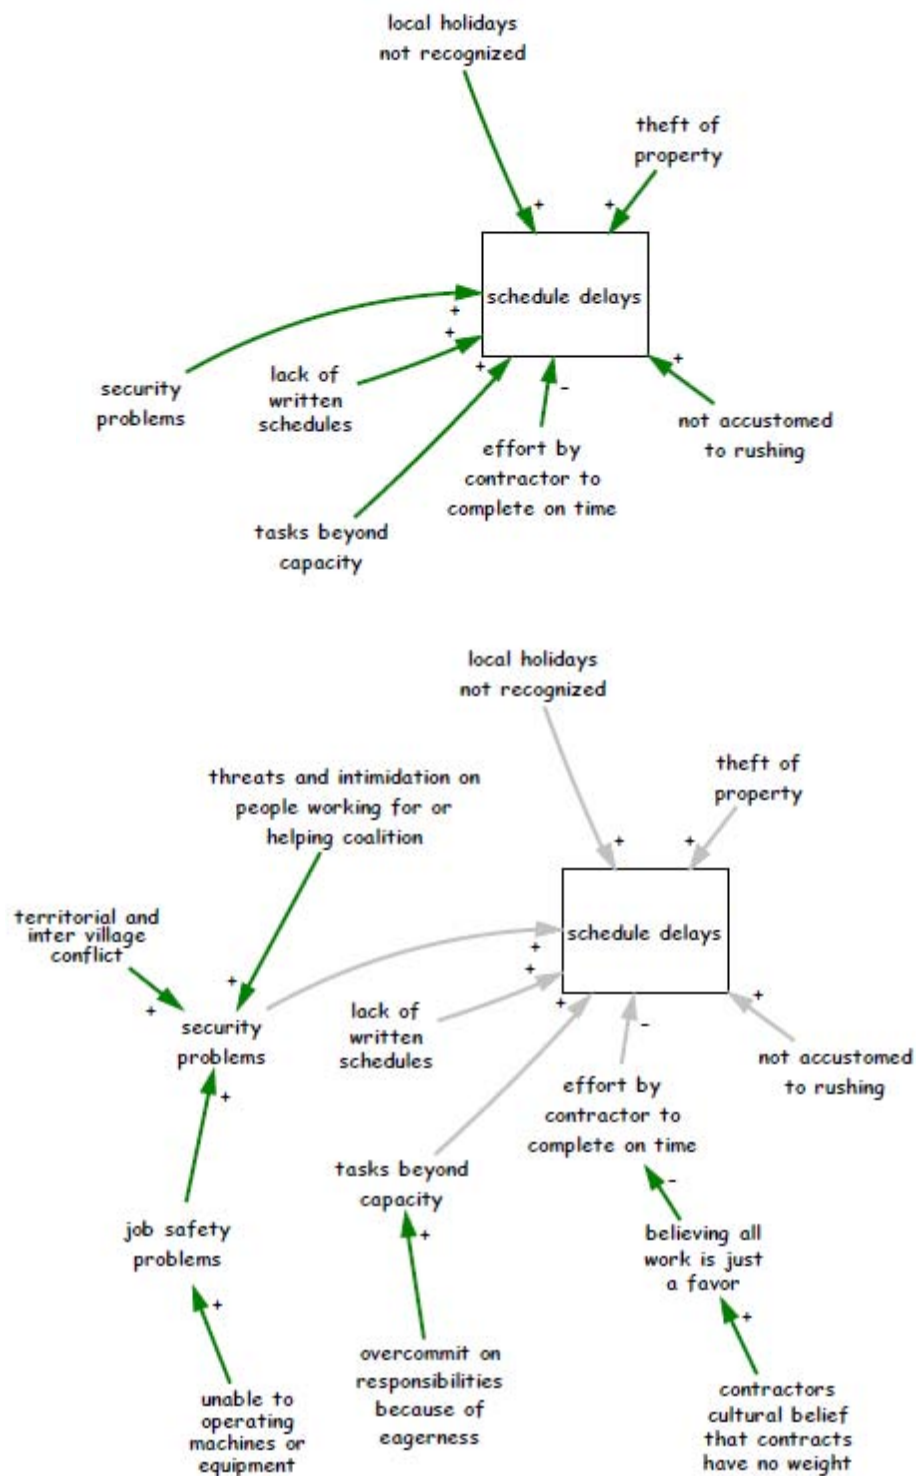 local holidays
not recognized
theft of
property
+
+
schedule delays
+
+
+
-
+
security
problems
lack of
written
schedules
effort by
contractor to
complete on time
not accustomed
to rushing
tasks beyond
capacity
local holidays
not recognized
threats and intimidation on
people working for or
helping coalition
theft of
property
+
+
territorial and
inter village
conflict
schedule delays
+
+
+
+
+
-
+
security
problems
lack of
written
schedules
not accustomed
to rushing
effort by
contractor to
complete on time
+
tasks beyond
capacity
-
job safety
problems
+
believing all
work is just
a favor
+
+
overcommit on
responsibilities
because of
eagerness
unable to
operating
machines or
equipment
contractors
cultural belief
that contracts
have no weight